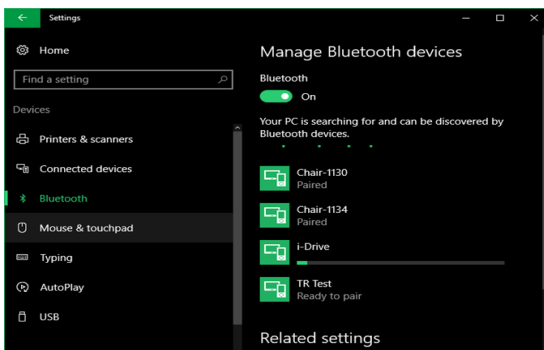 Settings
Home
Find a setting
Devices
Printers & scanners
Connected devices
Bluetooth
Mouse & touchpad
Typing
AutoPlay
USB
Manage Bluetooth devices
Bluetooth
On
Your PC is searching for and can be discovered by
Bluetooth devices.
Chair-1130
Paired
Chair-1134
Paired
i-Drive
TR Test
Ready to pair
Related settings